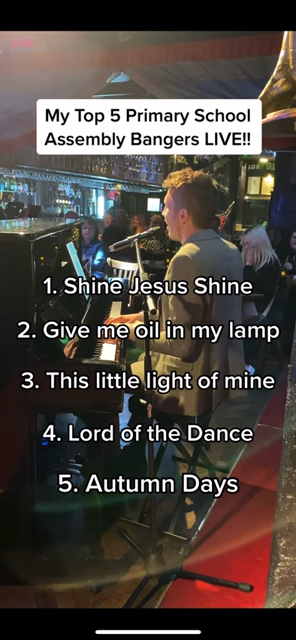 My Top 5 Primary School
Assembly Bangers LIVE!!
1. Shine Jesus Shine
2. Give me oil in my lamp
3. This little light of mine
4. Lord of the Dance
5. Autumn Days